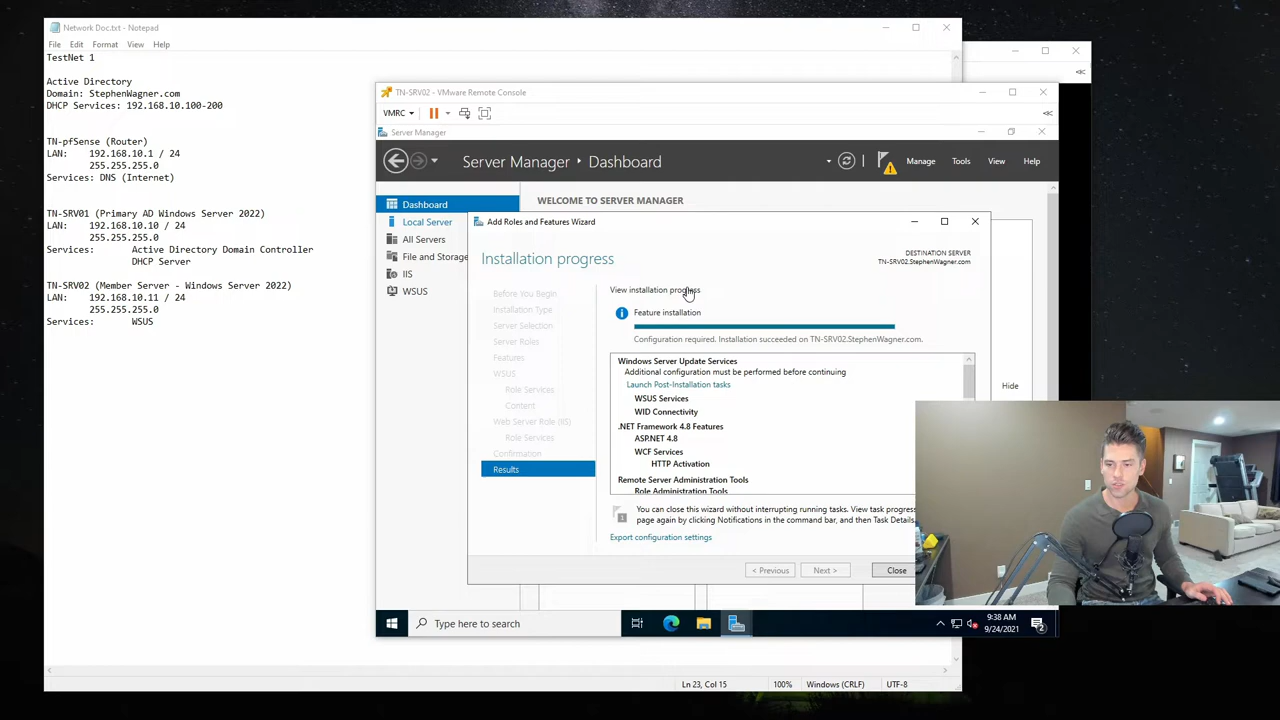 Network Doc.txt - Notepad
File Edit Format View Help
TestNet 1
Active Directory
Domain: StephenWagner.com
DHCP Services: 192.168.10.100-200
TN-pfSense (Router)
LAN: 192.168.10.1 / 24
255.255.255.0
Services: DNS (Internet)
TN-SRV01 (Primary AD Windows Server 2022)
LAN: 192.168.10.10 / 24
255.255.255.0
Services: Active Directory Domain Controller
DHCP Server
TN-SRV02 (Member Server - Windows Server 2022)
LAN: 192.168.10.11 / 24
255.255.255.0
Services: WSUS
Ln 23, Col 15 100% Windows (CRLF) UTF-8
TN-SRV02 - VMware Remote Console
VMRC
Server Manager
Server Manager Dashboard
Manage Tools View Help
Dashboard
Local Server
All Servers
File and Storage
IIS
WSUS
WELCOME TO SERVER MANAGER
Hide
Add Roles and Features Wizard
Installation progress
DESTINATION SERVER
TN-SRV02.StephenWagner.com
Before You Begin
Installation Type
Server Selection
Server Roles
Features
WSUS
Role Services
Content
Web Server Role (IIS)
Role Services
Confirmation
Results
View installation progress
Feature installation
Configuration required. Installation succeeded on TN-SRV02.StephenWagner.com.
Windows Server Update Services
Additional configuration must be performed before continuing
Launch Post-Installation tasks
WSUS Services
WID Connectivity
.NET Framework 4.8 Features
ASP.NET 4.8
WCF Services
HTTP Activation
Remote Server Administration Tools
Role Administration Tools
1
You can close this wizard without interrupting running tasks. View task progress
page again by clicking Notifications in the command bar, and then Task Details.
Export configuration settings
< Previous Next > Close
Type here to search
9:38 AM
9/24/2021
2